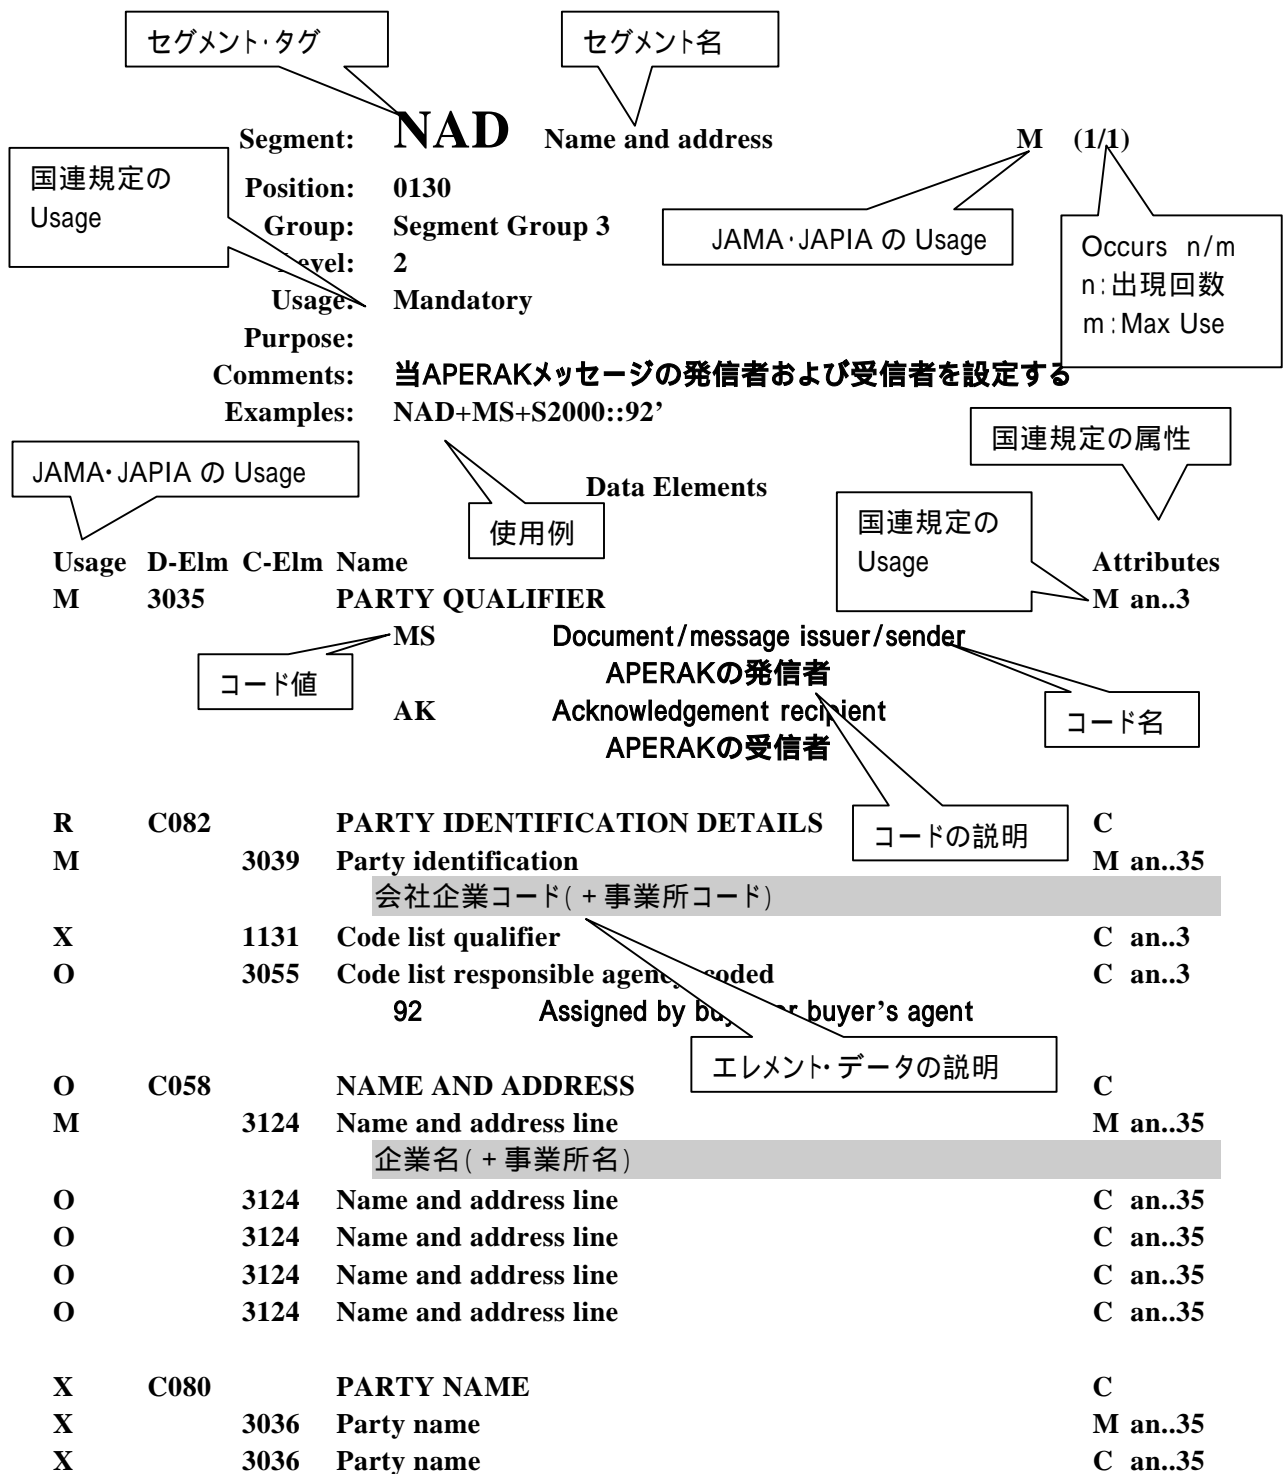 セグメント・タグ
セグメント名
Segment: NAD Name and address M (1/1)
国連規定の
Usage
Position: 0130
Group: Segment Group 3
JAMA・JAPIA の Usage
Occurs n/m
n:出現回数
m:Max Use
Level: 2
Usage: Mandatory
Purpose:
Comments: 当APERAKメッセージの発信者および受信者を設定する
Examples: NAD+MS+S2000::92’
国連規定の属性
JAMA・JAPIA の Usage
Data Elements
使用例
国連規定の
Usage
Usage D-Elm C-Elm Name Attributes
M 3035 PARTY QUALIFIER M an..3
MS Document/message issuer/sender
APERAKの発信者
コード値
AK Acknowledgement recipient
APERAKの受信者
コード名
R C082 PARTY IDENTIFICATION DETAILS C
コードの説明
M 3039 Party identification M an..35
会社企業コード(+事業所コード)
X 1131 Code list qualifier C an..3
O 3055 Code list responsible agency, coded C an..3
92 Assigned by buyer or buyer’s agent
エレメント・データの説明
O C058 NAME AND ADDRESS C
M 3124 Name and address line M an..35
企業名(+事業所名)
O 3124 Name and address line C an..35
O 3124 Name and address line C an..35
O 3124 Name and address line C an..35
O 3124 Name and address line C an..35
X C080 PARTY NAME C
X 3036 Party name M an..35
X 3036 Party name C an..35